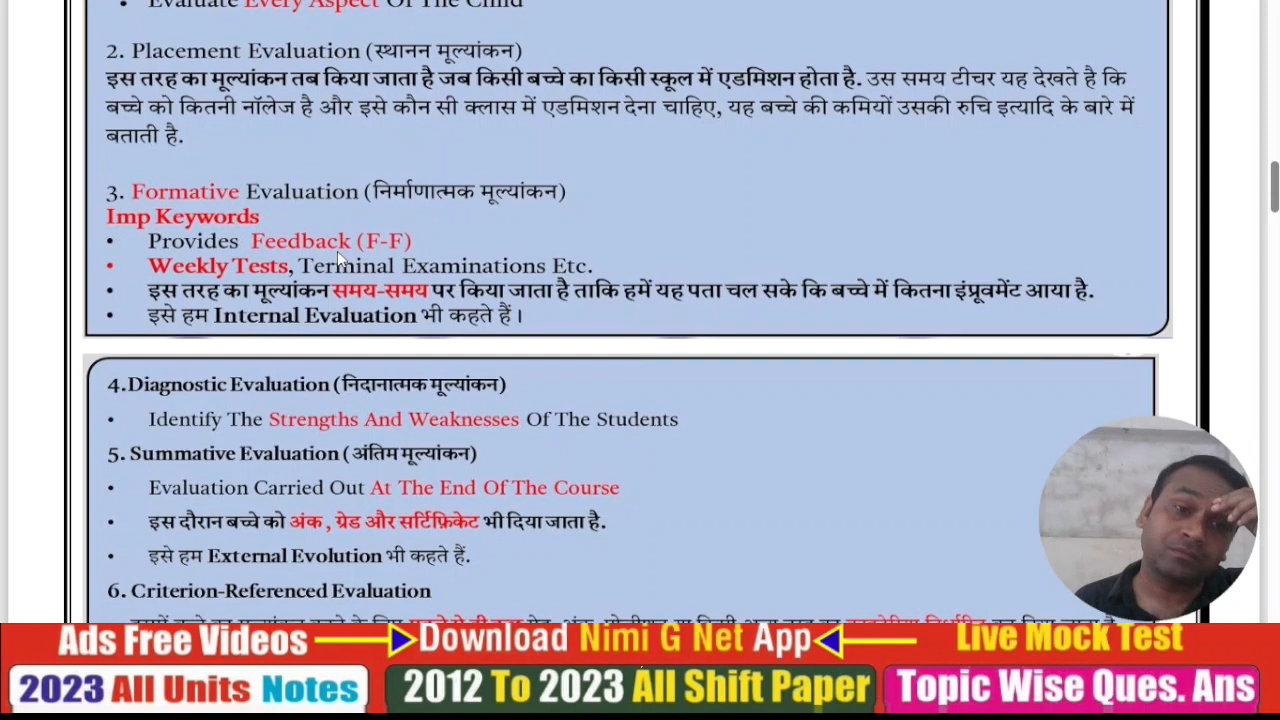 • Evaluate Every Aspect Of The Child
2. Placement Evaluation (स्थानन मूल्यांकन)
इस तरह का मूल्यांकन तब किया जाता है जब किसी बच्चे का किसी स्कूल में एडमिशन होता है. उस समय टीचर यह देखते है कि
बच्चे को कितनी नॉलेज है और इसे कौन सी क्लास में एडमिशन देना चाहिए, यह बच्चे की कमियों उसकी रुचि इत्यादि के बारे में
बताती है.
3. Formative Evaluation (निर्माणात्मक मूल्यांकन)
Imp Keywords
• Provides Feedback (F-F)
• Weekly Tests, Terminal Examinations Etc.
• इस तरह का मूल्यांकन समय-समय पर किया जाता है ताकि हमें यह पता चल सके कि बच्चे में कितना इंप्रूवमेंट आया है.
• इसे हम Internal Evaluation भी कहते हैं।
4.Diagnostic Evaluation (निदानात्मक मूल्यांकन)
• Identify The Strengths And Weaknesses Of The Students
5. Summative Evaluation (अंतिम मूल्यांकन)
• Evaluation Carried Out At The End Of The Course
• इस दौरान बच्चे को अंक , ग्रेड और सर्टिफ़िकेट भी दिया जाता है.
• इसे हम External Evolution भी कहते हैं.
6. Criterion-Referenced Evaluation
Ads Free Videos Download Nimi G Net App Live Mock Test
2023 All Units Notes 2012 To 2023 All Shift Paper Topic Wise Ques. Ans